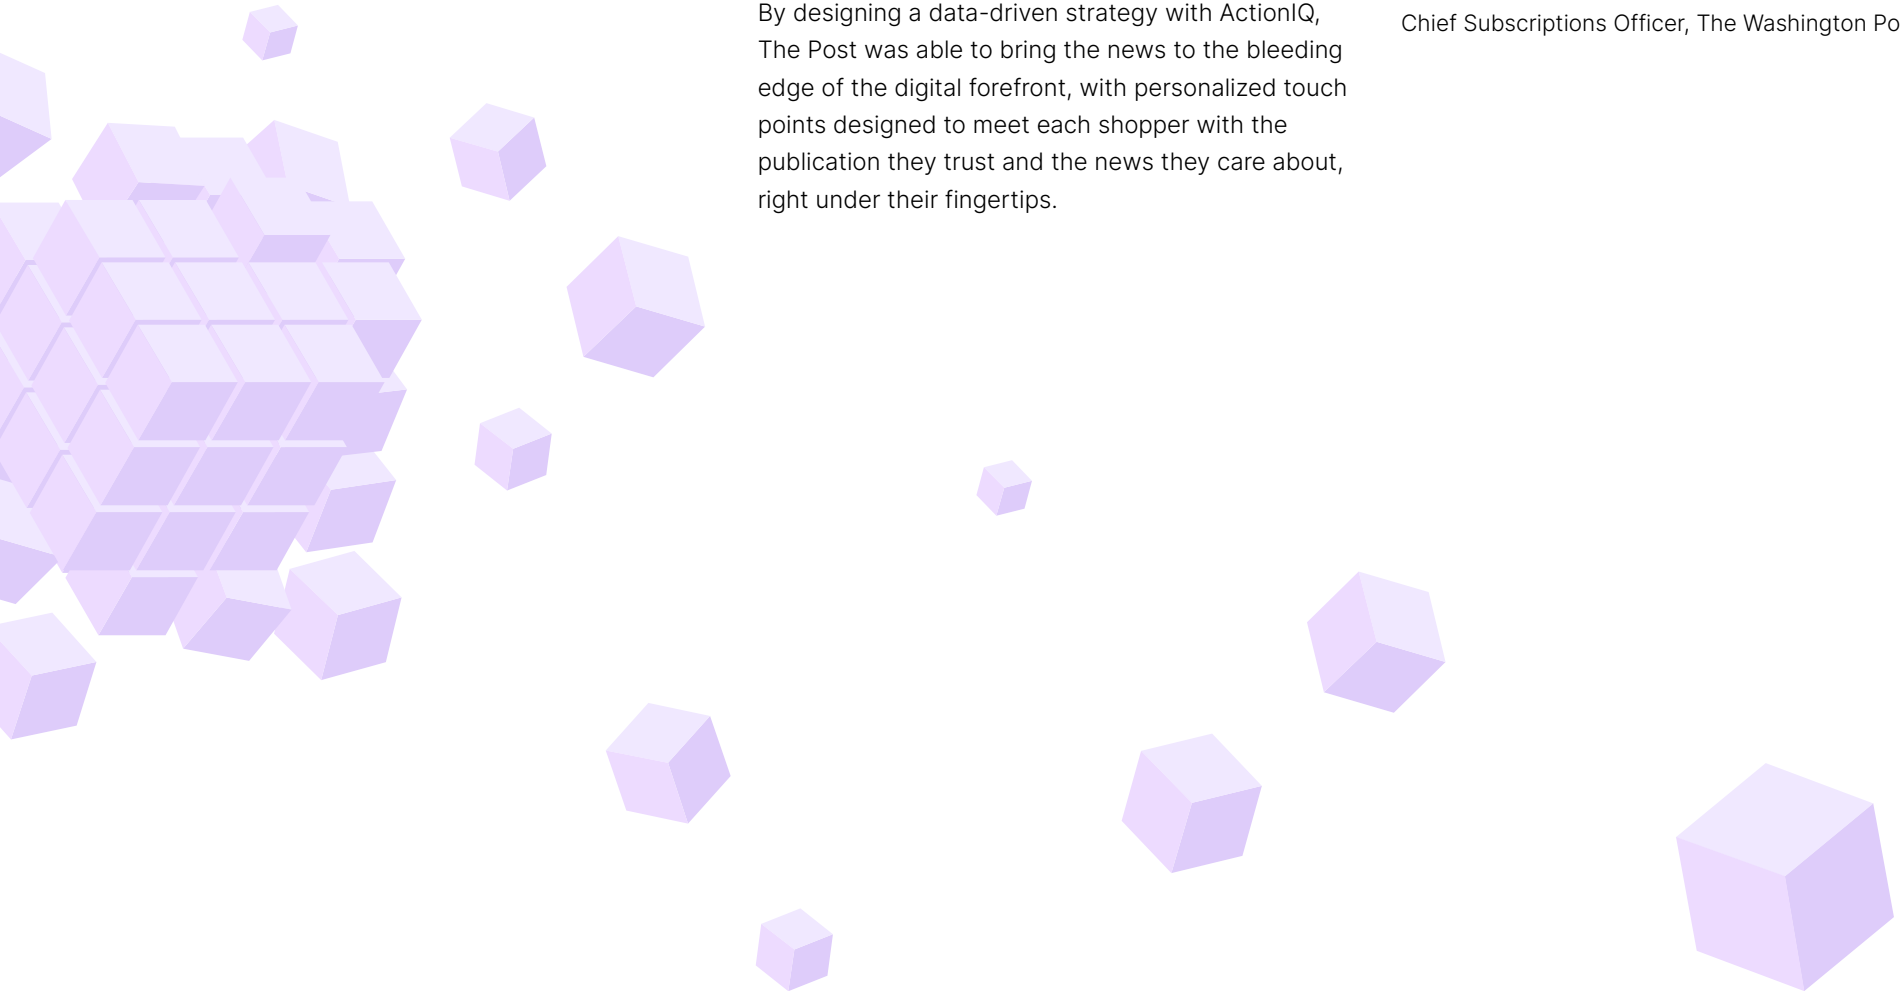 By designing a data-driven strategy with ActionIQ,
The Post was able to bring the news to the bleeding
edge of the digital forefront, with personalized touch
points designed to meet each shopper with the
publication they trust and the news they care about,
right under their fingertips.
Chief Subscriptions Officer, The Washington Po